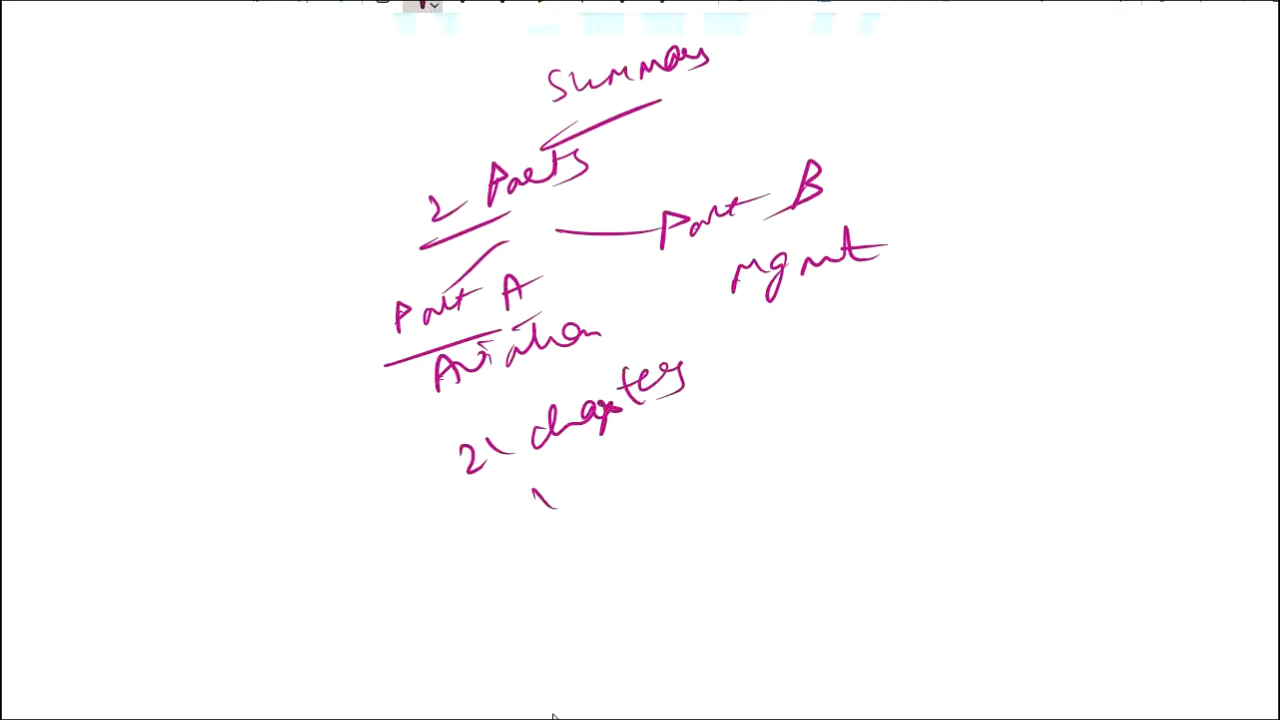 Summary
2 Parts
Part B
Mgmt
Part A
Aviation
21 chapters